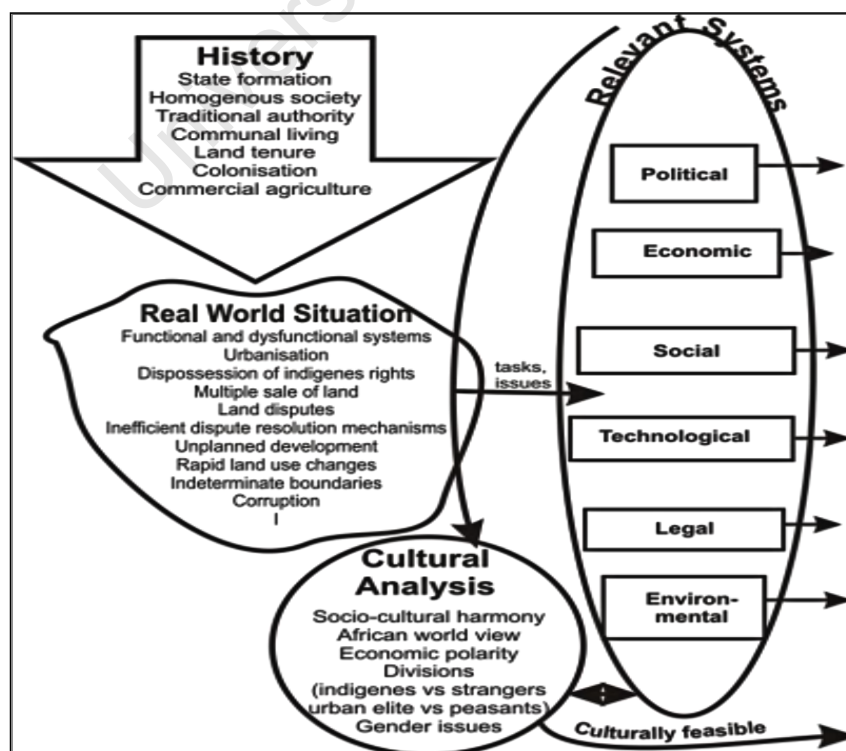 Univers
History
State formation
Homogenous society
Traditional authority
Communal living
Land tenure
Colonisation
Commercial agriculture
Real World Situation
Functional and dysfunctional systems
Urbanisation
Dispossession of indigenes rights
Multiple sale of land
Land disputes
Inefficient dispute resolution mechanisms
Unplanned development
Rapid land use changes
Indeterminate boundaries
Corruption
I
tasks,
issues
Cultural
Analysis
Socio-cultural harmony
African world view
Economic polarity
Divisions
(indigenes vs strangers
urban elite vs peasants)
Gender issues
Relevant Systems
Political
Economic
Social
Technological
Legal
Environ-
mental
Culturally feasible